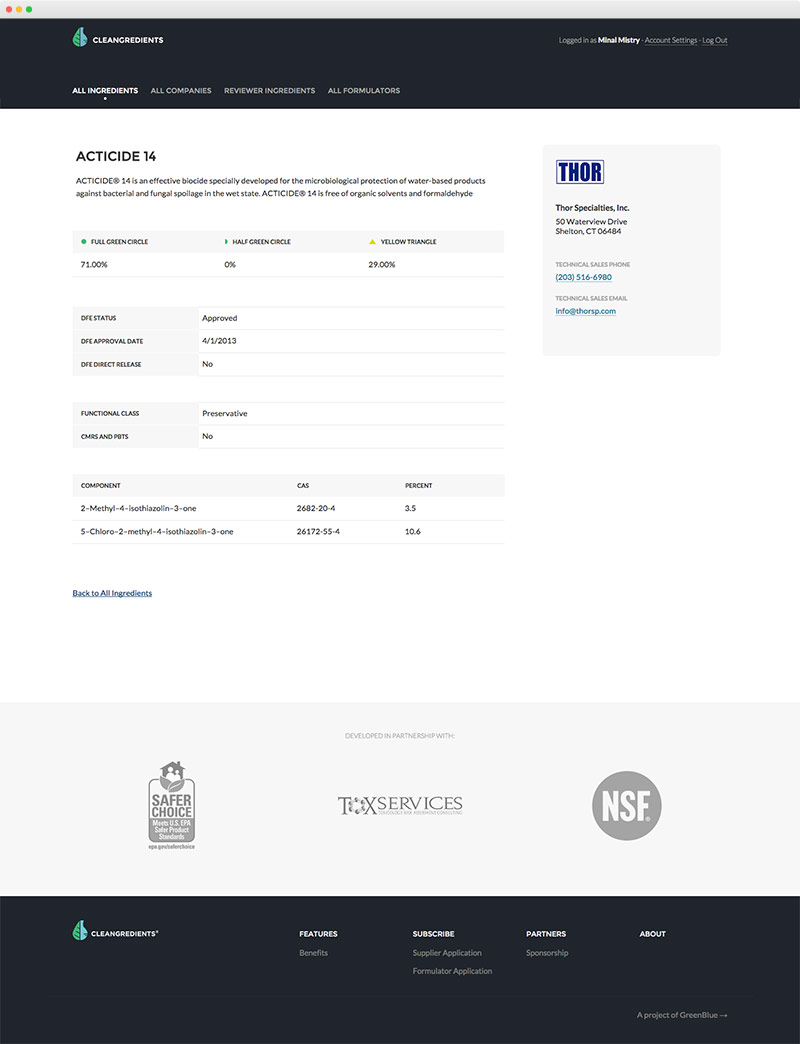 CLEANGREDIENTS
Logged in as Minal Mistry · Account Settings · Log Out
ALL INGREDIENTS ALL COMPANIES REVIEWER INGREDIENTS ALL FORMULATORS
ACTICIDE 14
ACTICIDE® 14 is an effective biocide specially developed for the microbiological protection of water-based products
against bacterial and fungal spoilage in the wet state. ACTICIDE® 14 is free of organic solvents and formaldehyde
FULL GREEN CIRCLE HALF GREEN CIRCLE YELLOW TRIANGLE
71.00% 0% 29.00%
DFE STATUS Approved
DFE APPROVAL DATE 4/1/2013
DFE DIRECT RELEASE No
FUNCTIONAL CLASS Preservative
CMRS AND PBTS No
COMPONENT CAS PERCENT
2-Methyl-4-isothiazolin-3-one 2682-20-4 3.5
5-Chloro-2-methyl-4-isothiazolin-3-one 26172-55-4 10.6
Back to All Ingredients
THOR
Thor Specialties, Inc.
50 Waterview Drive
Shelton, CT 06484
TECHNICAL SALES PHONE
(203) 516-6980
TECHNICAL SALES EMAIL
info@thorsp.com
DEVELOPED IN PARTNERSHIP WITH:
SAFER
CHOICE
Meets U.S. EPA
Safer Product
Standards
epa.gov/saferchoice
TOXSERVICES
TOXICOLOGY RISK ASSESSMENT CONSULTING
NSF®
CLEANGREDIENTS®
FEATURES
Benefits
SUBSCRIBE
Supplier Application
Formulator Application
PARTNERS
Sponsorship
ABOUT
A project of GreenBlue →